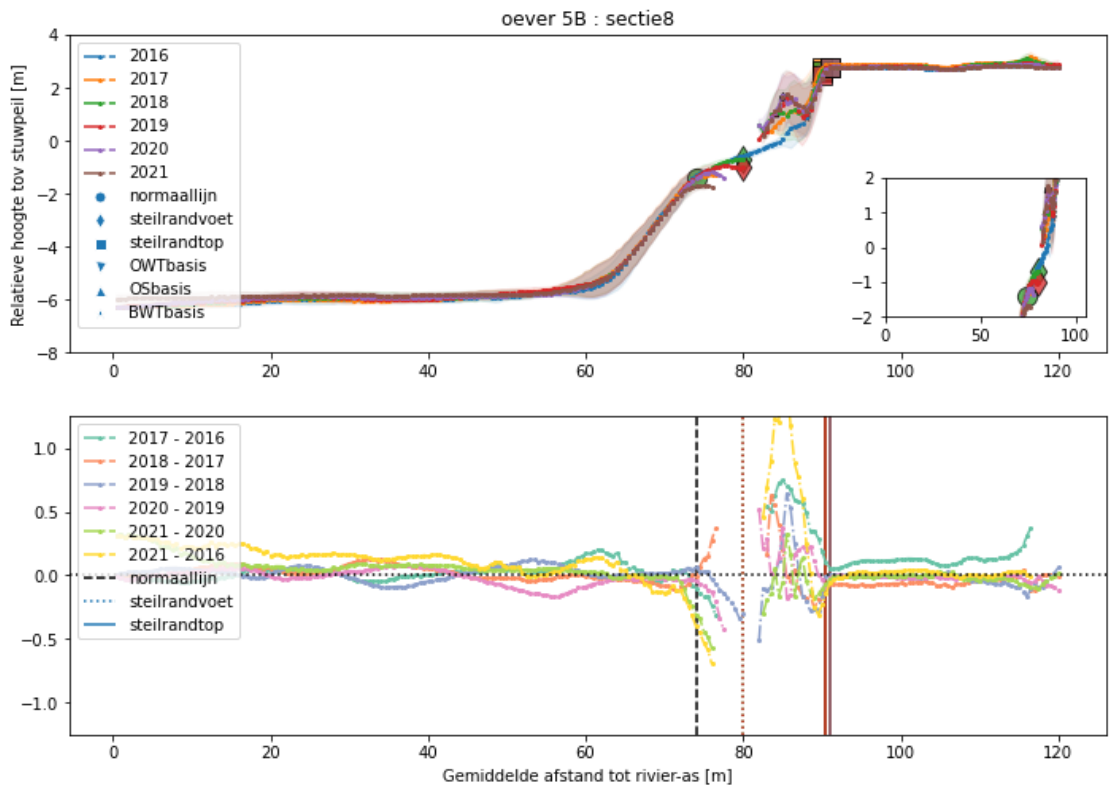 oever 5B : sectie8
Relatieve hoogte tov stuwpeil [m]
4
2
0
−2
−4
−6
−8
2016
2017
2018
2019
2020
2021
normaallijn
steilrandvoet
steilrandtop
OWTbasis
OSbasis
BWTbasis
2
1
0
−1
−2
0 50 100
0 20 40 60 80 100 120
1.0
0.5
0.0
−0.5
−1.0
2017 - 2016
2018 - 2017
2019 - 2018
2020 - 2019
2021 - 2020
2021 - 2016
normaallijn
steilrandvoet
steilrandtop
0 20 40 60 80 100 120
Gemiddelde afstand tot rivier-as [m]